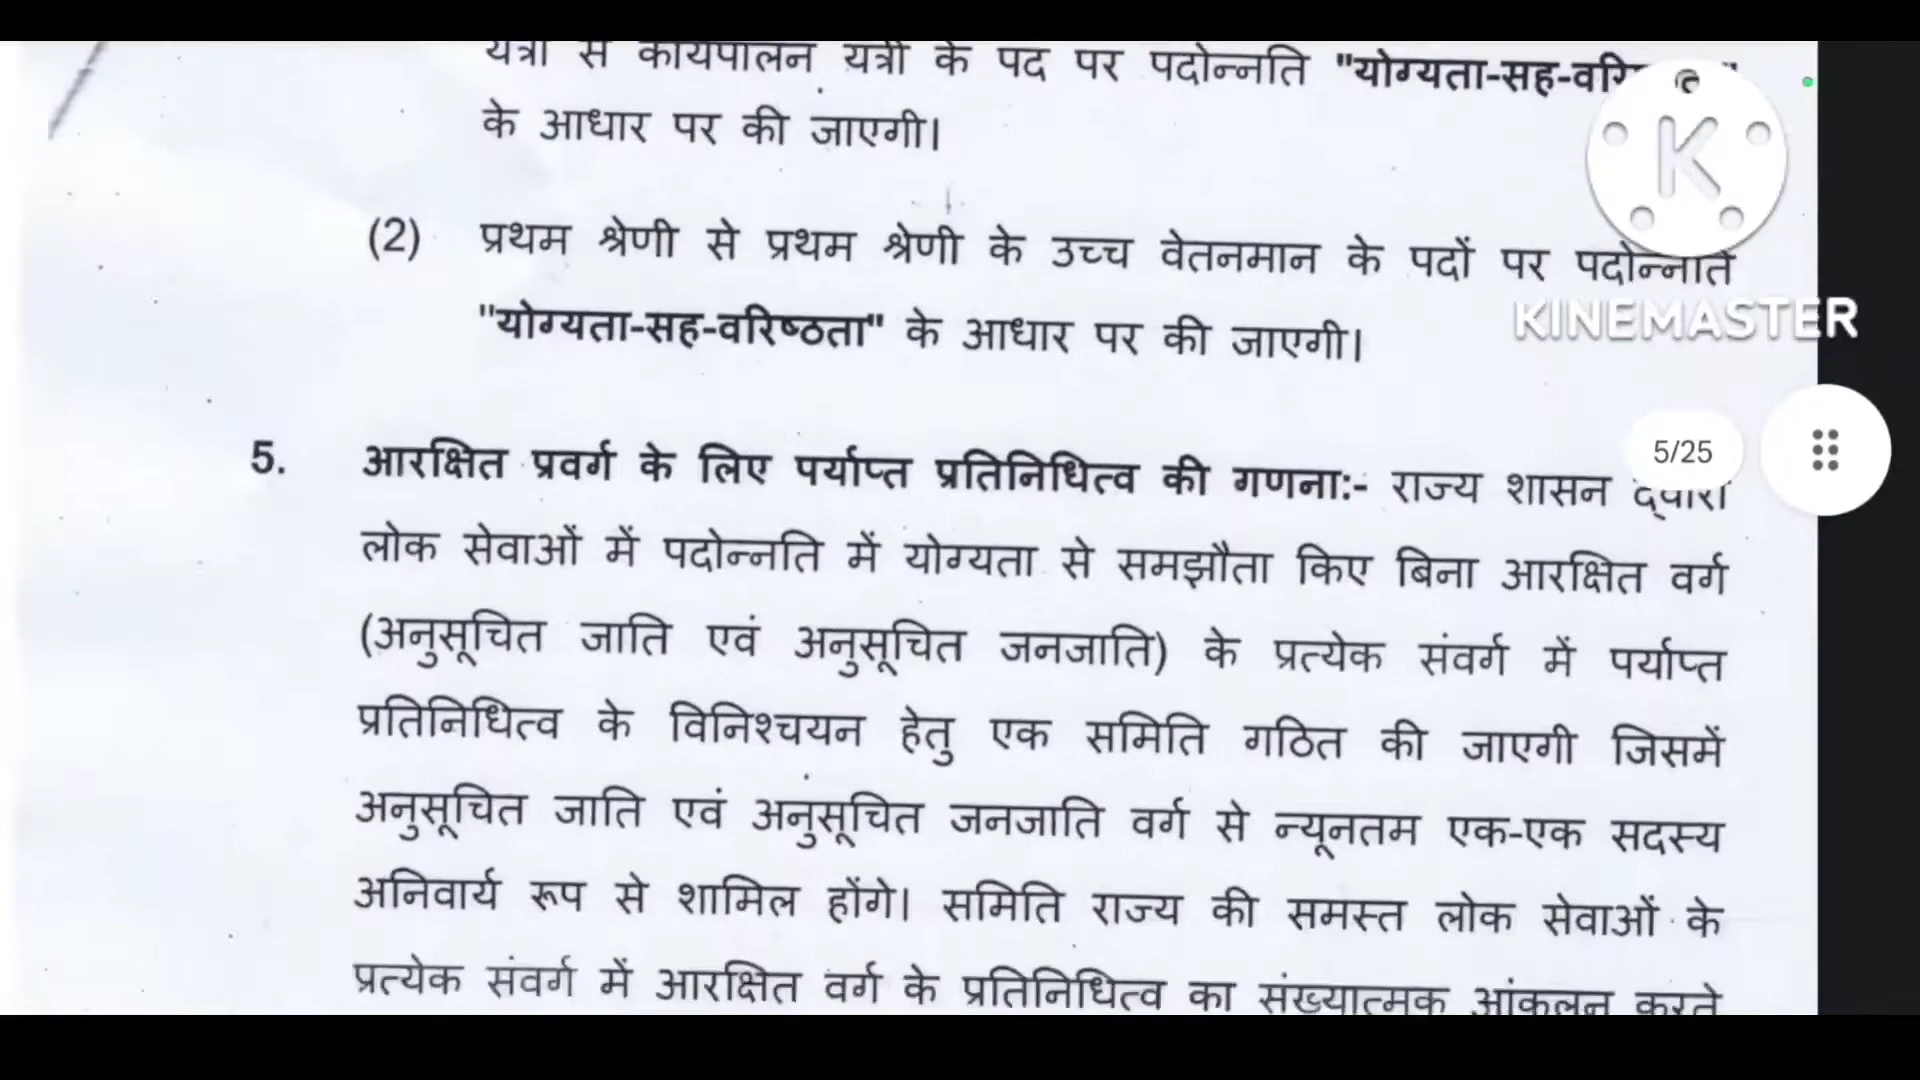 यंत्री से कार्यपालन यंत्री के पद पर पदोन्नति "योग्यता-सह-
के आधार पर की जाएगी।
(2) प्रथम श्रेणी से प्रथम श्रेणी के उच्च वेतनमान के पदों पर पदोन्नति
"योग्यता-सह-वरिष्ठता" के आधार पर की जाएगी।
KINEMASTER
5/25
5. आरक्षित प्रवर्ग के लिए पर्याप्त प्रतिनिधित्व की गणना:- राज्य शासन द्वारा
लोक सेवाओं में पदोन्नति में योग्यता से समझौता किए बिना आरक्षित वर्ग
(अनुसूचित जाति एवं अनुसूचित जनजाति) के प्रत्येक संवर्ग में पर्याप्त
प्रतिनिधित्व के विनिश्चयन हेतु एक समिति गठित की जाएगी जिसमें
अनुसूचित जाति एवं अनुसूचित जनजाति वर्ग से न्यूनतम एक-एक सदस्य
अनिवार्य रूप से शामिल होंगे। समिति राज्य की समस्त लोक सेवाओं के
प्रत्येक संवर्ग में आरक्षित वर्ग के प्रतिनिधित्व का संख्यात्मक आंकलन करते